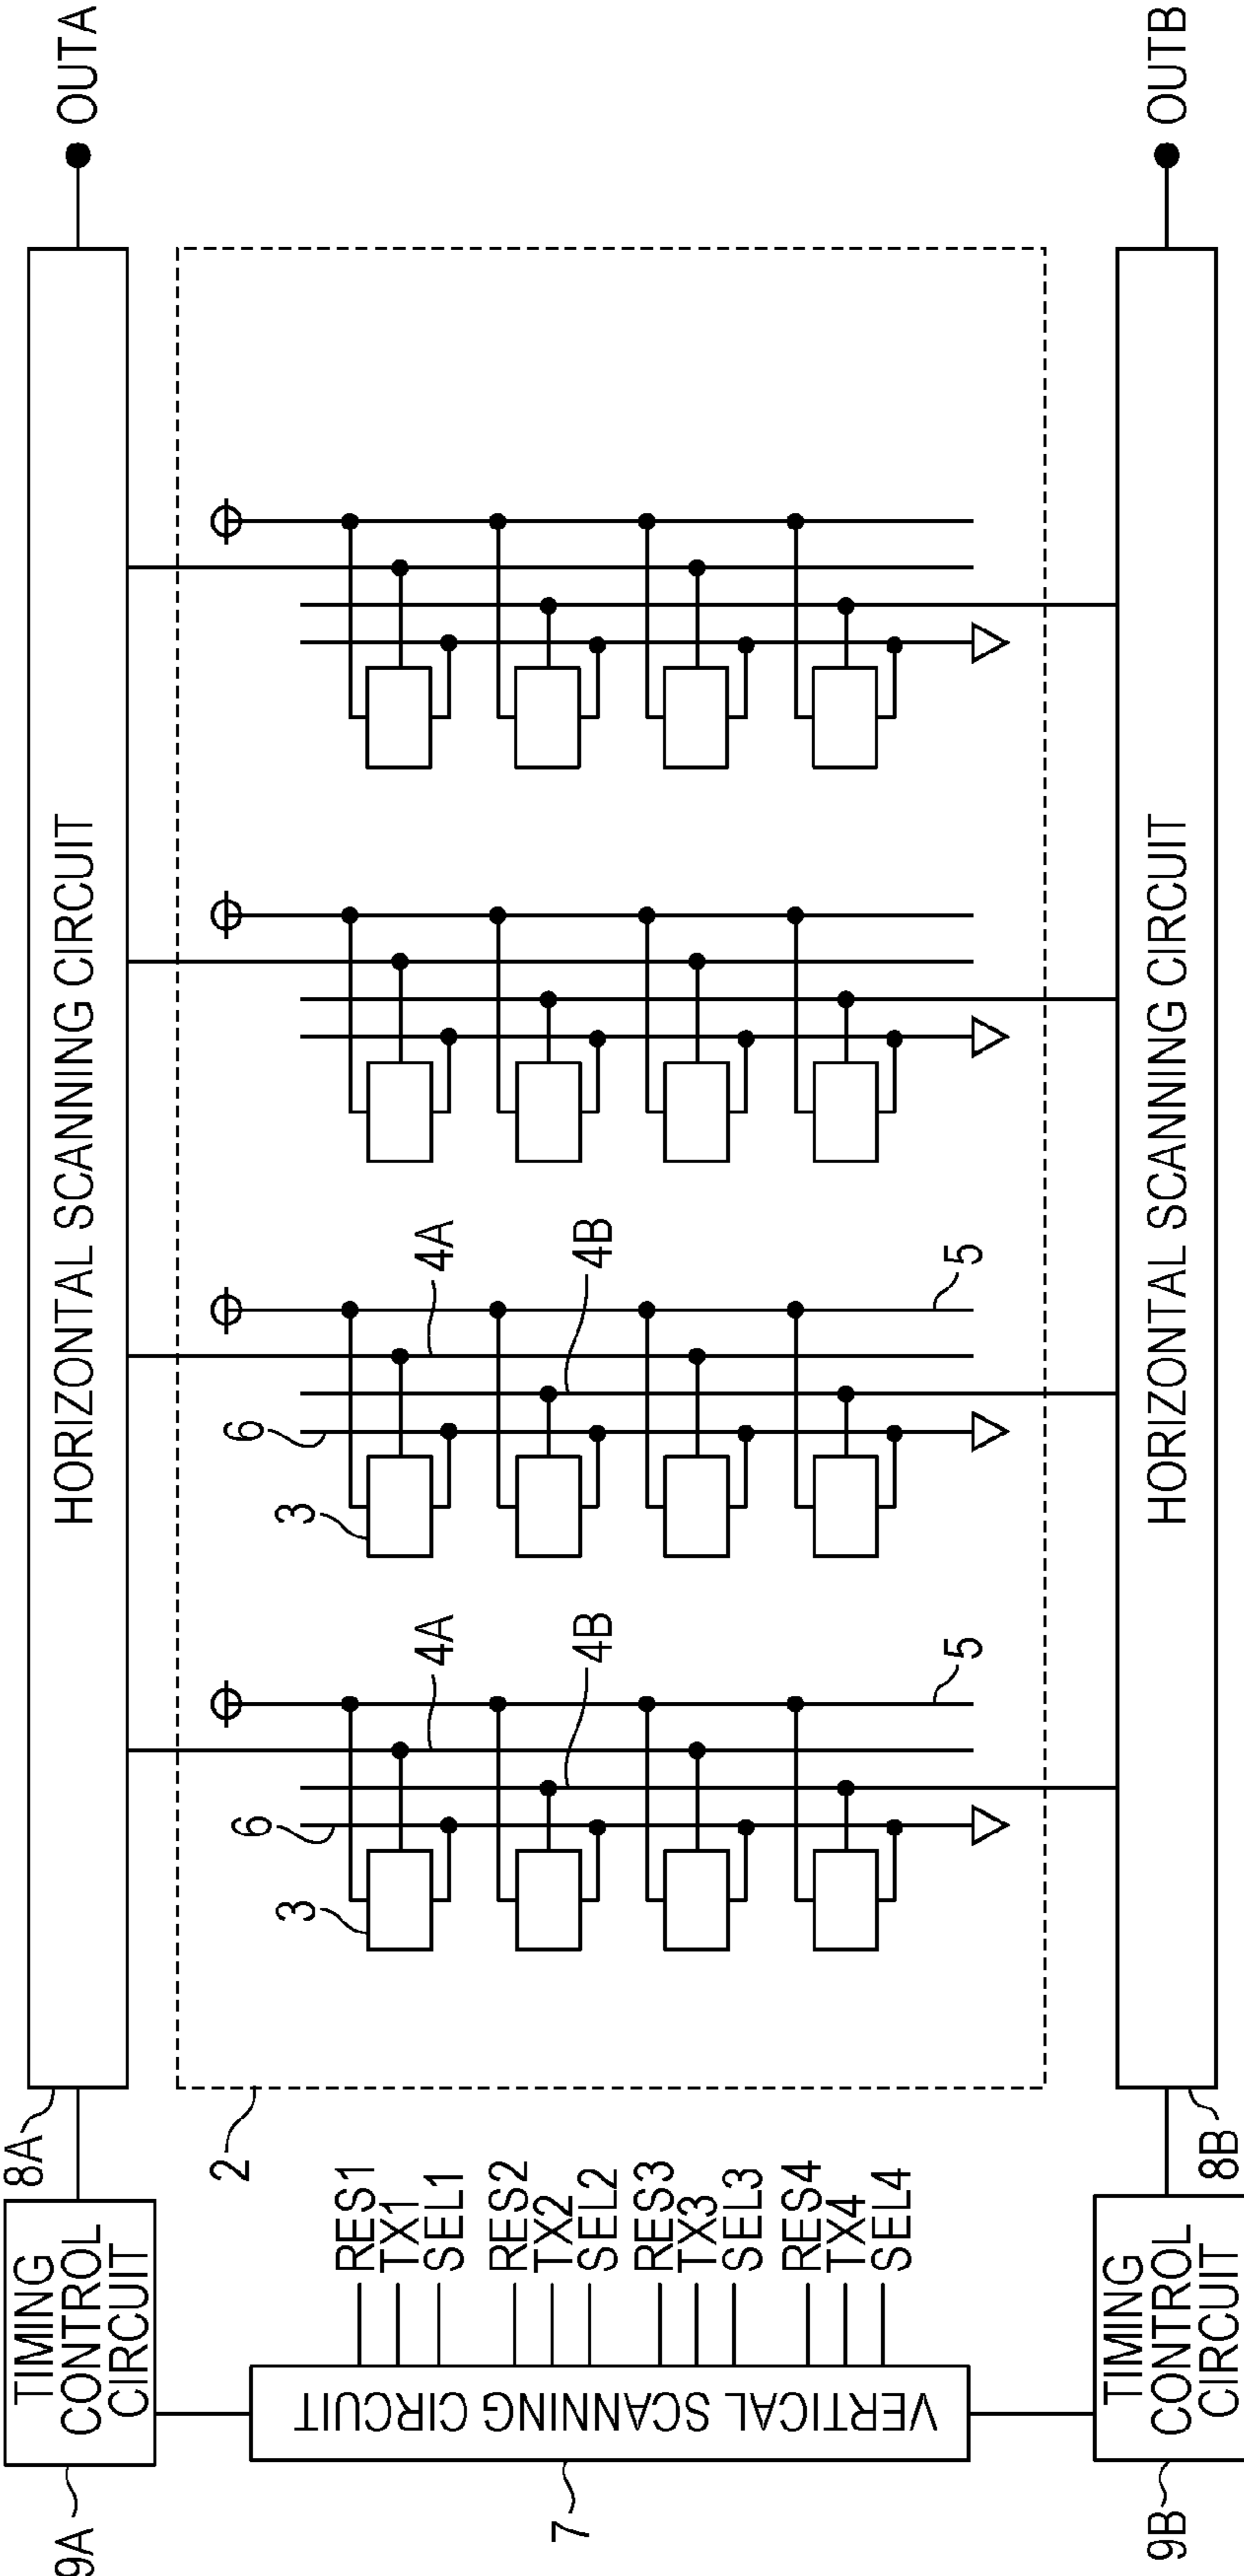 9A
TIMING
CONTROL
CIRCUIT
8A
HORIZONTAL SCANNING CIRCUIT
OUTA
2
3
6
4A
4B
5
3
6
4A
4B
5
7
VERTICAL SCANNING CIRCUIT
RES1
TX1
SEL1
RES2
TX2
SEL2
RES3
TX3
SEL3
RES4
TX4
SEL4
9B
TIMING
CONTROL
CIRCUIT
8B
HORIZONTAL SCANNING CIRCUIT
OUTB